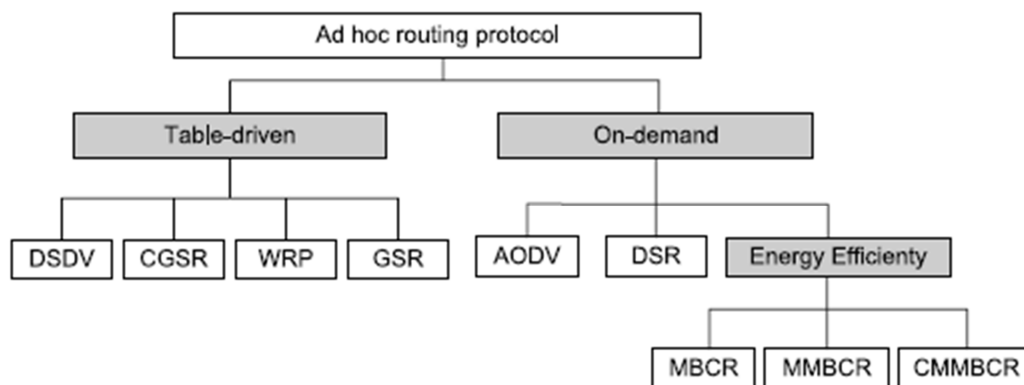 Ad hoc routing protocol
Table-driven
On-demand
DSDV
CGSR
WRP
GSR
AODV
DSR
Energy Efficienty
MBCR
MMBCR
CMMBCR